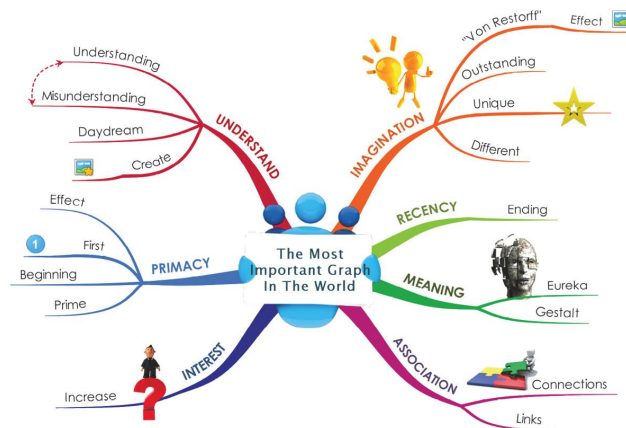 The Most
Important Graph
In The World
IMAGINATION
"Von Restorff"
Effect
Outstanding
Unique
Different
RECENCY
Ending
MEANING
Eureka
Gestalt
ASSOCIATION
Connections
Links
INTEREST
Increase
PRIMACY
Effect
1
First
Beginning
Prime
UNDERSTAND
Understanding
Misunderstanding
Daydream
Create